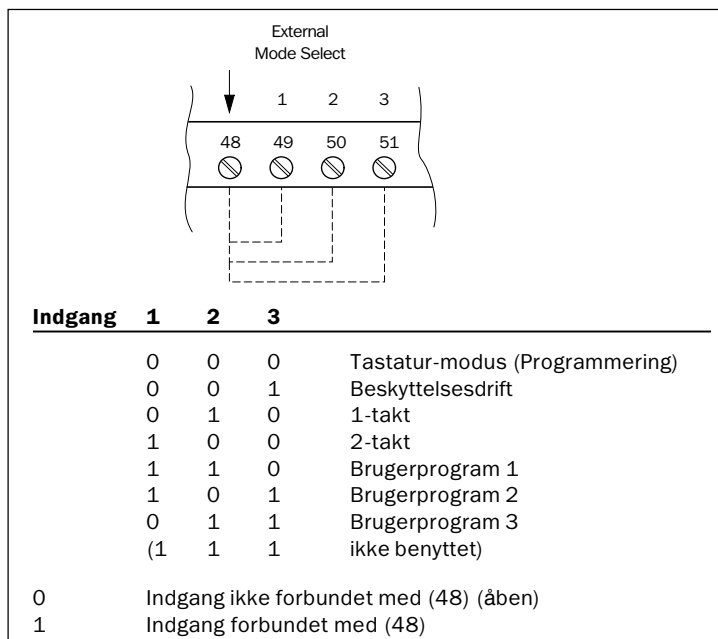 External
Mode Select
1 2 3
48 49 50 51
Indgang 1 2 3
0 0 0 Tastatur-modus (Programmering)
0 0 1 Beskyttelsesdrift
0 1 0 1-takt
1 0 0 2-takt
1 1 0 Brugerprogram 1
1 0 1 Brugerprogram 2
0 1 1 Brugerprogram 3
(1 1 1 ikke benyttet)
0 Indgang ikke forbundet med (48) (åben)
1 Indgang forbundet med (48)